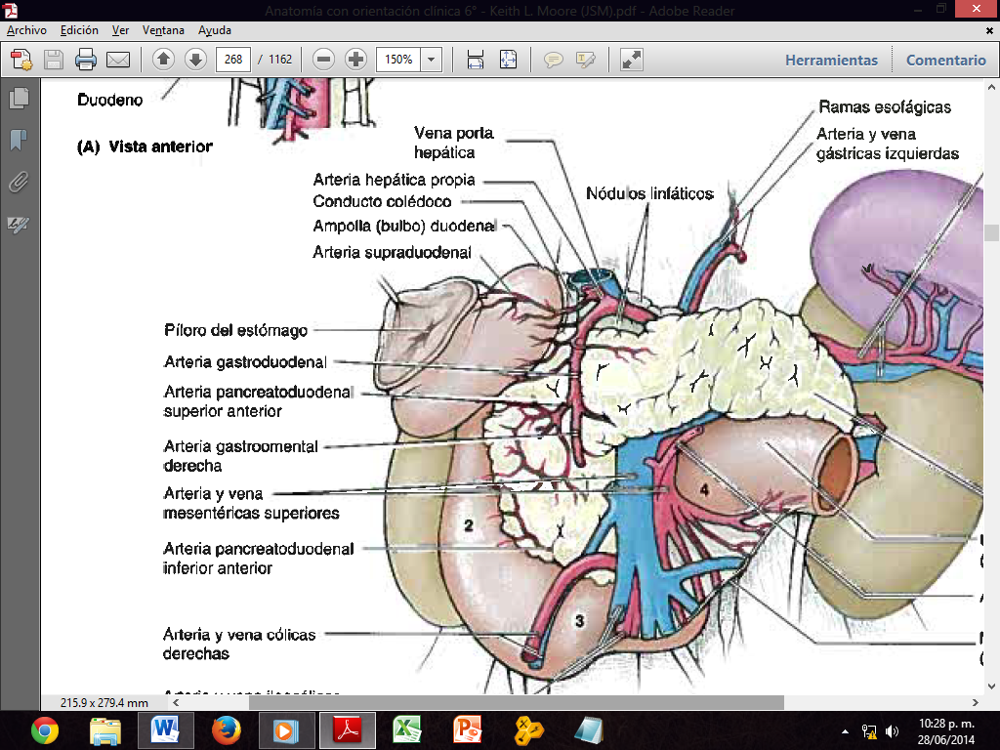 Anatomía con orientación clínica 6° - Keith L. Moore (JSM).pdf - Adobe Reader
Archivo Edición Ver Ventana Ayuda
268 / 1162
150%
Herramientas
Comentario
Duodeno
(A) Vista anterior
Vena porta
hepática
Arteria hepática propia
Conducto colédoco
Ampolla (bulbo) duodenal
Arteria supraduodenal
Nódulos linfáticos
Ramas esofágicas
Arteria y vena
gástricas izquierdas
Píloro del estómago
Arteria gastroduodenal
Arteria pancreatoduodenal
superior anterior
Arteria gastroomental
derecha
Arteria y vena
mesentéricas superiores
Arteria pancreatoduodenal
inferior anterior
Arteria y vena cólicas
derechas
2
3
4
215.9 x 279.4 mm
10:28 p. m.
28/06/2014